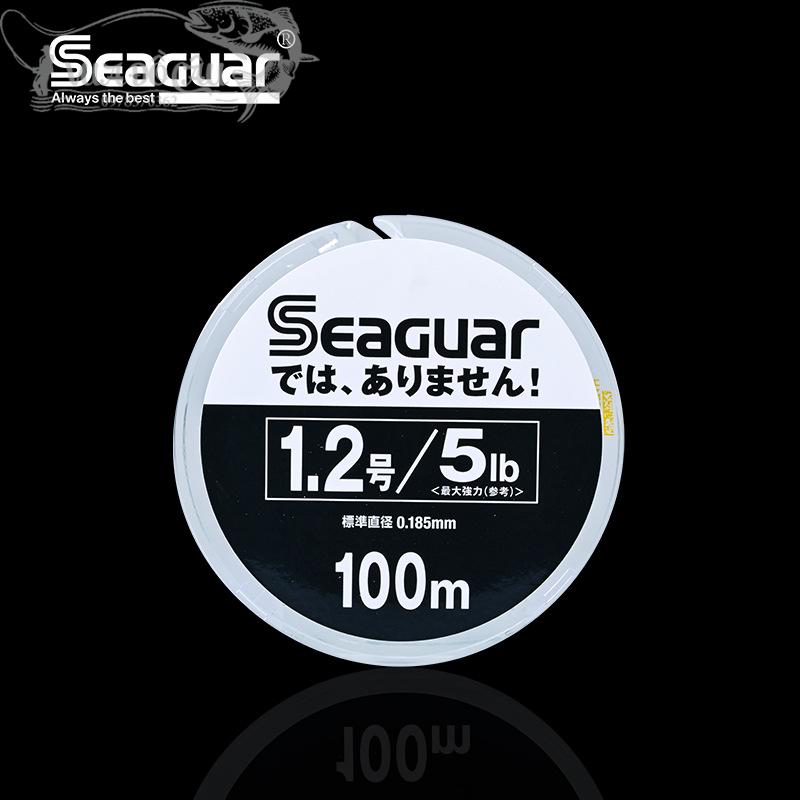 Seaguar®
Always the best
Seaguar
では、ありません!
1.2号/5lb
<最大強力(参考)>
標準直径 0.185mm
100m
100m